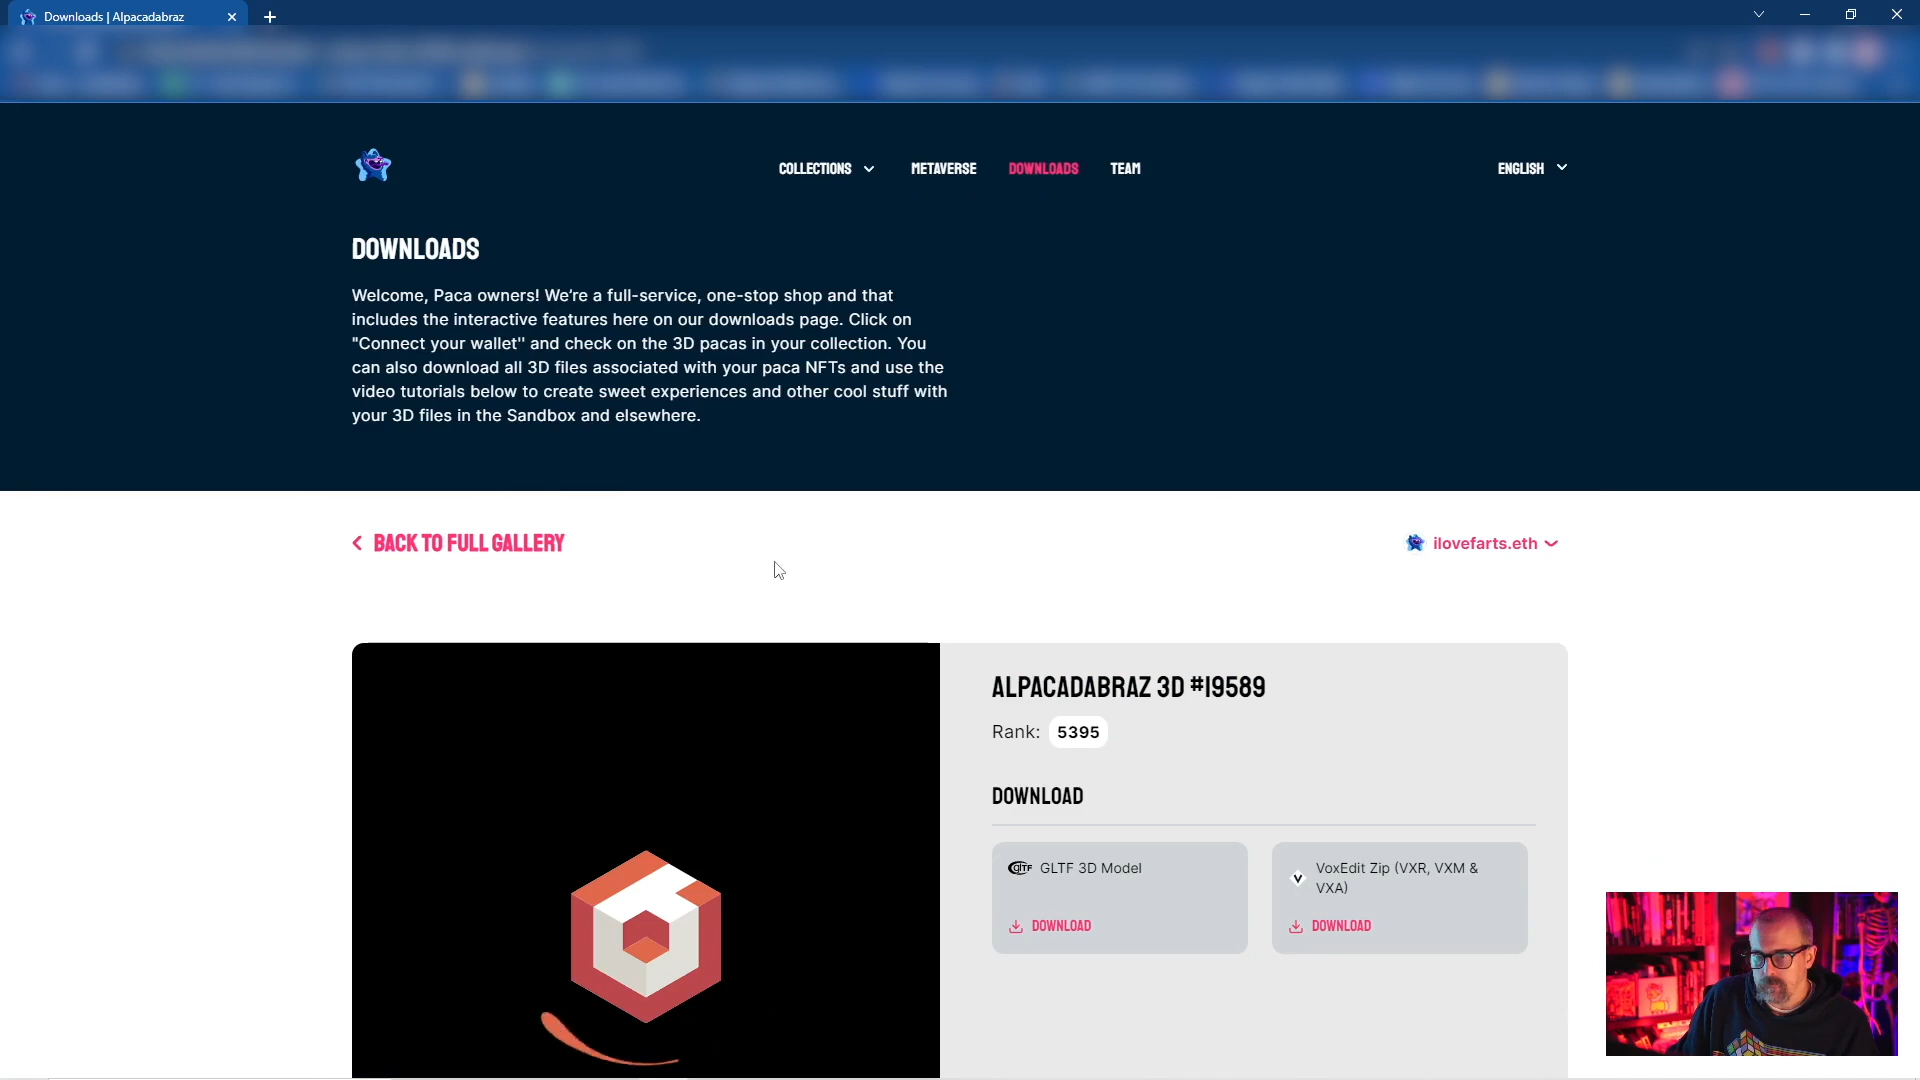 Downloads | Alpacadabraz
COLLECTIONS METAVERSE DOWNLOADS TEAM ENGLISH
DOWNLOADS
Welcome, Paca owners! We're a full-service, one-stop shop and that
includes the interactive features here on our downloads page. Click on
"Connect your wallet" and check on the 3D pacas in your collection. You
can also download all 3D files associated with your paca NFTs and use the
video tutorials below to create sweet experiences and other cool stuff with
your 3D files in the Sandbox and elsewhere.
BACK TO FULL GALLERY
ilovefarts.eth
ALPACADABRAZ 3D #19589
Rank: 5395
DOWNLOAD
glTF GLTF 3D Model
DOWNLOAD
VoxEdit Zip (VXR, VXM &
VXA)
DOWNLOAD